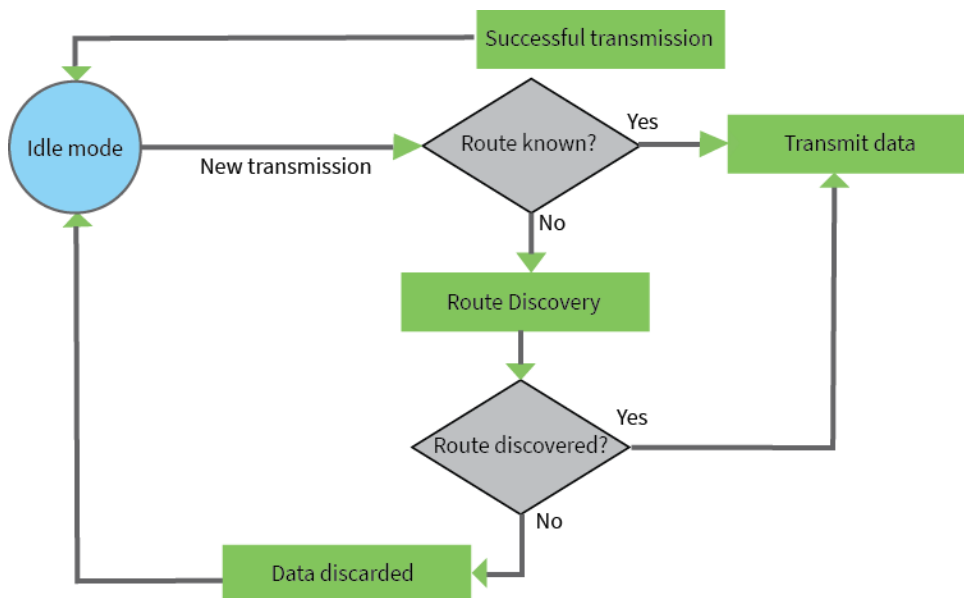 Successful transmission
Idle mode
New transmission
Route known?
Yes
Transmit data
No
Route Discovery
Route discovered?
Yes
No
Data discarded